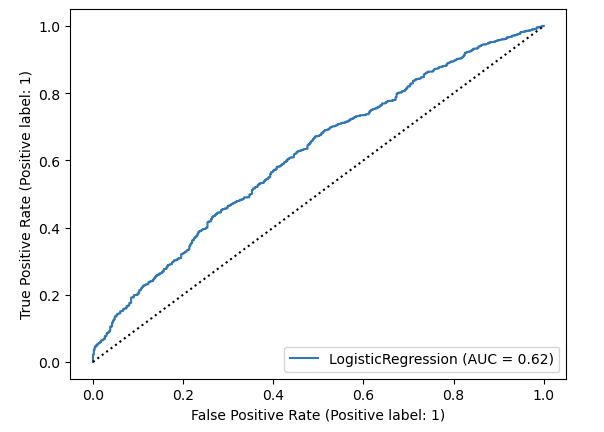 1.0
0.8
0.6
0.4
0.2
0.0
True Positive Rate (Positive label: 1)
LogisticRegression (AUC = 0.62)
0.0 0.2 0.4 0.6 0.8 1.0
False Positive Rate (Positive label: 1)